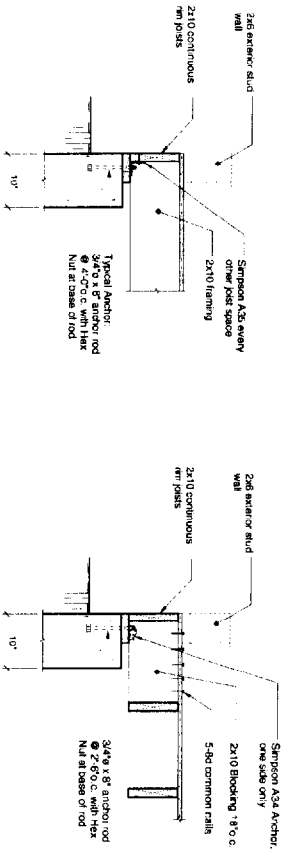 2x6 exterior stud
wall
2x10 continuous
rim joists
Simpson A35 every
other joist space
2x10 framing
Typical Anchor:
3/4"ø x 8" anchor rod
@ 4'-0"o.c. with Hex
Nut at base of rod
10"
2x6 exterior stud
wall
2x10 continuous
rim joists
Simpson A34 Anchor,
one side only
2x10 Blocking
o.c.
5-8d common nails
3/4"ø x 8" anchor rod
@ 2'-6"o.c. with Hex
Nut at base of rod
10"